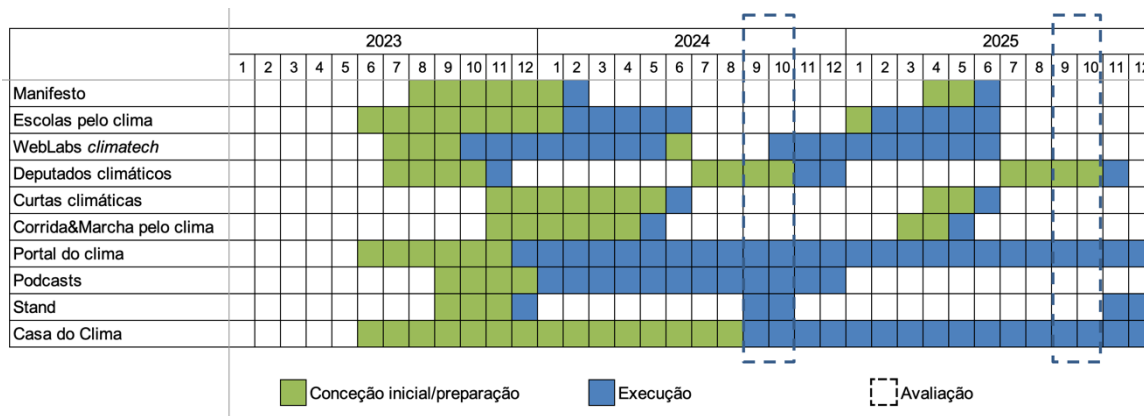 2023 2024 2025
1 2 3 4 5 6 7 8 9 10 11 12 1 2 3 4 5 6 7 8 9 10 11 12 1 2 3 4 5 6 7 8 9 10 11 12
Manifesto
Escolas pelo clima
WebLabs climatech
Deputados climáticos
Curtas climáticas
Corrida&Marcha pelo clima
Portal do clima
Podcasts
Stand
Casa do Clima
Conceção inicial/preparação Execução Avaliação